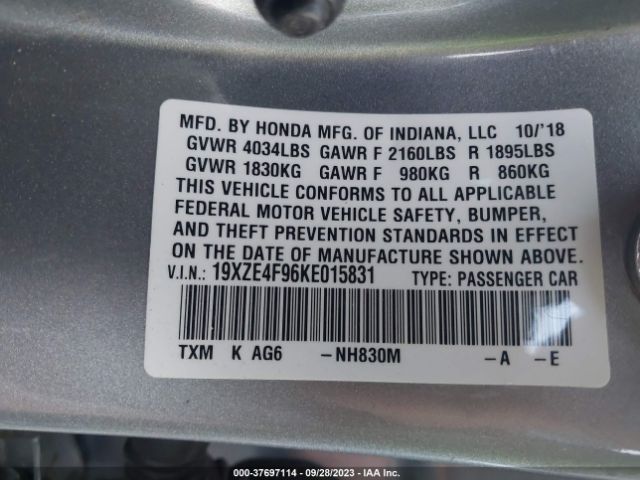 MFD. BY HONDA MFG. OF INDIANA, LLC 10/'18
GVWR 4034LBS GAWR F 2160LBS R 1895LBS
GVWR 1830KG GAWR F 980KG R 860KG
THIS VEHICLE CONFORMS TO ALL APPLICABLE
FEDERAL MOTOR VEHICLE SAFETY, BUMPER,
AND THEFT PREVENTION STANDARDS IN EFFECT
ON THE DATE OF MANUFACTURE SHOWN ABOVE.
V.I.N.: 19XZE4F96KE015831 TYPE: PASSENGER CAR
TXM K AG6 -NH830M -A -E
000-37697114 - 09/28/2023 - IAA Inc.